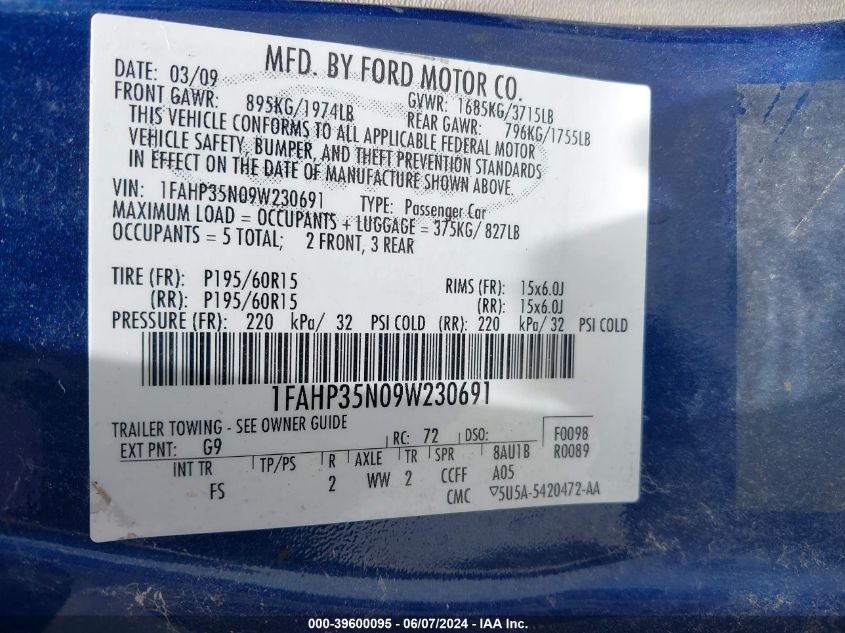 MFD. BY FORD MOTOR CO.
DATE: 03/09 GVWR: 1685KG/3715LB
FRONT GAWR: 895KG/1974LB REAR GAWR: 796KG/1755LB
THIS VEHICLE CONFORMS TO ALL APPLICABLE FEDERAL MOTOR
VEHICLE SAFETY, BUMPER, AND THEFT PREVENTION STANDARDS
IN EFFECT ON THE DATE OF MANUFACTURE SHOWN ABOVE.
VIN: 1FAHP35N09W230691 TYPE: Passenger Car
MAXIMUM LOAD = OCCUPANTS + LUGGAGE = 375KG/ 827LB
OCCUPANTS = 5 TOTAL; 2 FRONT, 3 REAR
TIRE (FR): P195/60R15 RIMS (FR): 15x6.0J
(RR): P195/60R15 (RR): 15x6.0J
PRESSURE (FR): 220 kPa/ 32 PSI COLD (RR): 220 kPa/ 32 PSI COLD
1FAHP35N09W230691
TRAILER TOWING - SEE OWNER GUIDE
EXT PNT: G9 RC: 72 DSO: F0098
INT TR TP/PS R AXLE TR SPR 8AU1B R0089
FS 2 WW 2 CCFF A05
CMC ▽5U5A-5420472-AA
000-39600095 - 06/07/2024 - IAA Inc.